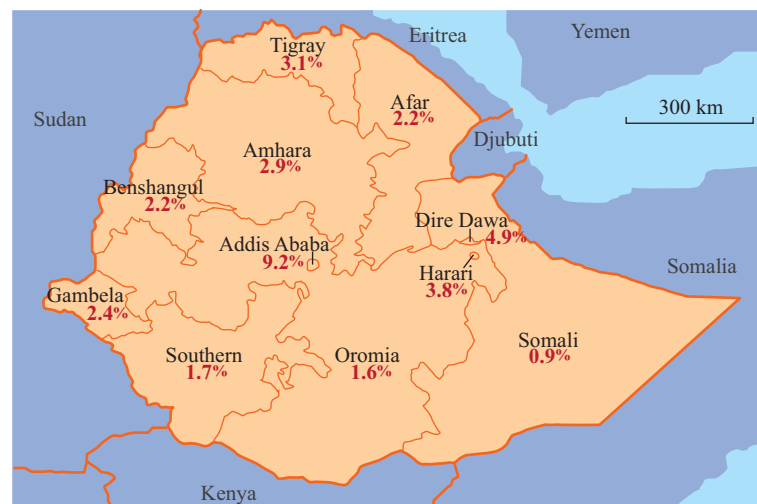 Eritrea
Yemen
Tigray
3.1%
Afar
2.2%
300 km
Sudan
Djubuti
Amhara
2.9%
Benshangul
2.2%
Dire Dawa
4.9%
Addis Ababa
9.2%
Harari
3.8%
Somalia
Gambela
2.4%
Southern
1.7%
Oromia
1.6%
Somali
0.9%
Kenya